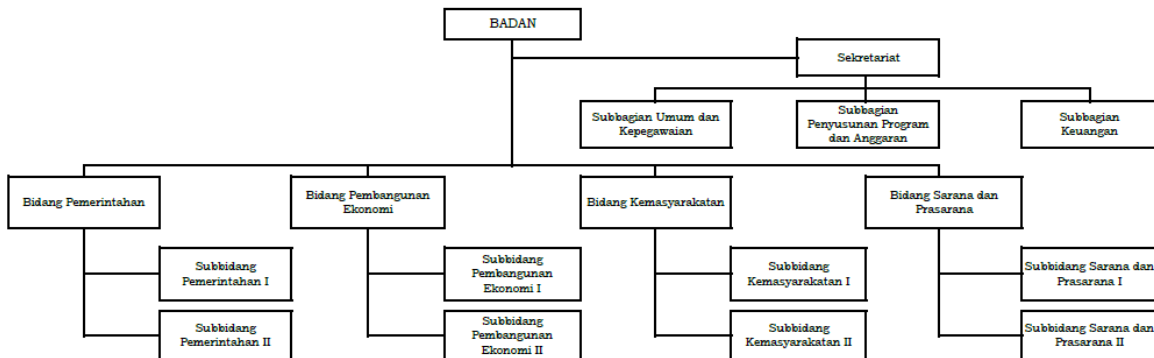 BADAN
Sekretariat
Subbagian Umum dan
Kepegawaian
Subbagian
Penyusunan Program
dan Anggaran
Subbagian
Keuangan
Bidang Pemerintahan
Bidang Pembangunan
Ekonomi
Bidang Kemasyarakatan
Bidang Sarana dan
Prasarana
Subbidang
Pemerintahan I
Subbidang
Pembangunan
Ekonomi I
Subbidang
Kemasyarakatan I
Subbidang Sarana dan
Prasarana I
Subbidang
Pemerintahan II
Subbidang
Pembangunan
Ekonomi II
Subbidang
Kemasyarakatan II
Subbidang Sarana dan
Prasarana II